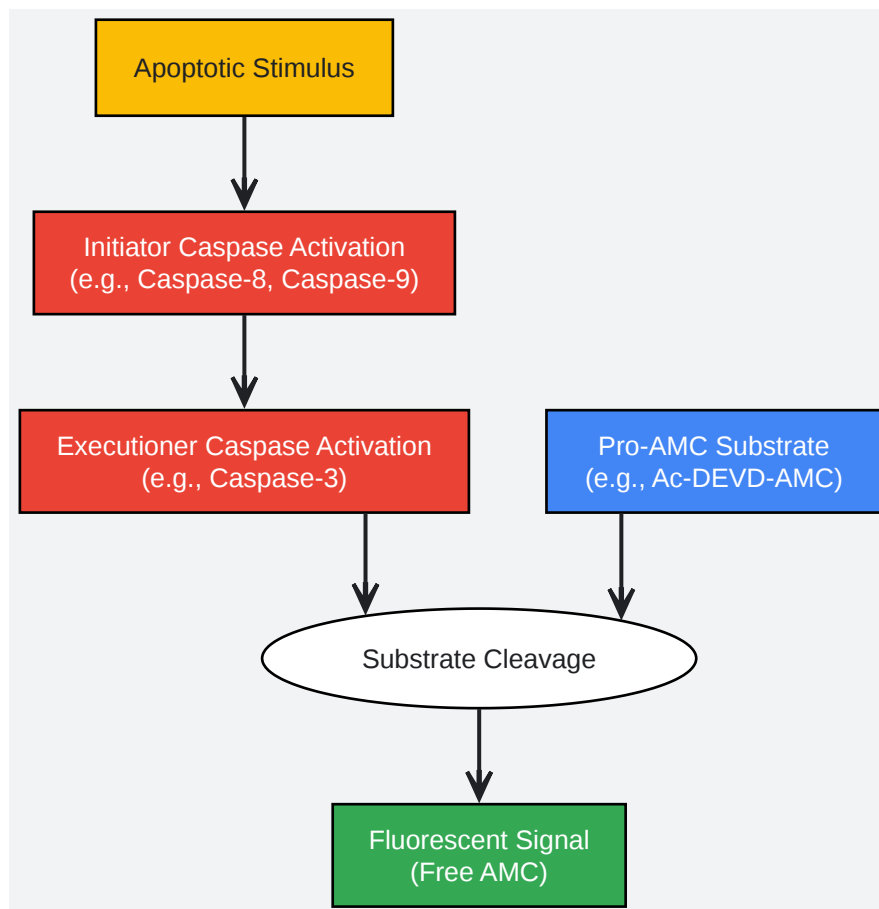 Apoptotic Stimulus
Initiator Caspase Activation
(e.g., Caspase-8, Caspase-9)
Executioner Caspase Activation
(e.g., Caspase-3)
Pro-AMC Substrate
(e.g., Ac-DEVD-AMC)
Substrate Cleavage
Fluorescent Signal
(Free AMC)